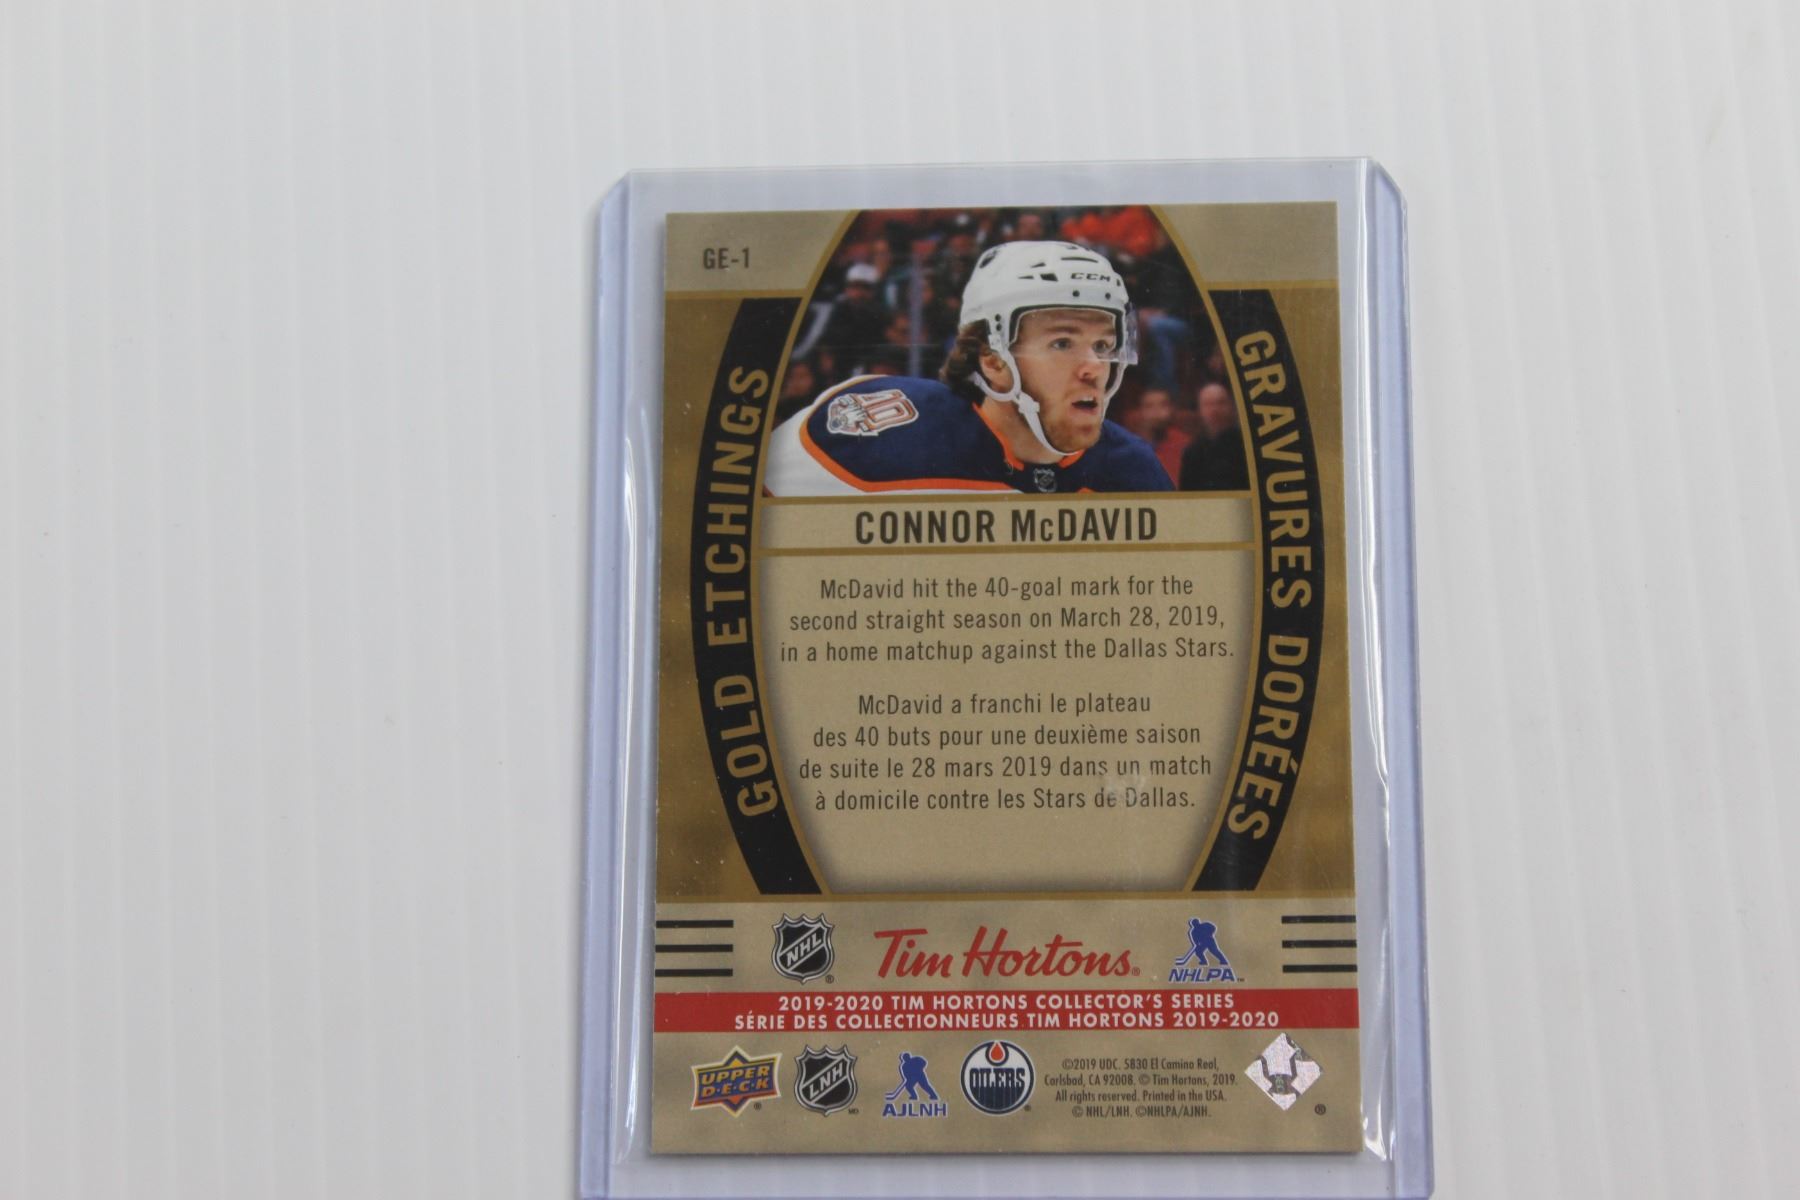 GE-1
CCM
40
GOLD ETCHINGS
GRAVURES DORÉES
CONNOR McDAVID
McDavid hit the 40-goal mark for the
second straight season on March 28, 2019,
in a home matchup against the Dallas Stars.
McDavid a franchi le plateau
des 40 buts pour une deuxième saison
de suite le 28 mars 2019 dans un match
à domicile contre les Stars de Dallas.
NHL ®
Tim Hortons®
NHLPA™
2019-2020 TIM HORTONS COLLECTOR'S SERIES
SÉRIE DES COLLECTIONNEURS TIM HORTONS 2019-2020
UPPER
D·E·C·K ®
LNH MD
AJLNH
OILERS ®
©2019 UDC. 5830 El Camino Real,
Carlsbad, CA 92008. © Tim Hortons, 2019.
All rights reserved. Printed in the USA.
© NHL/LNH. ©NHLPA/AJNH.
®